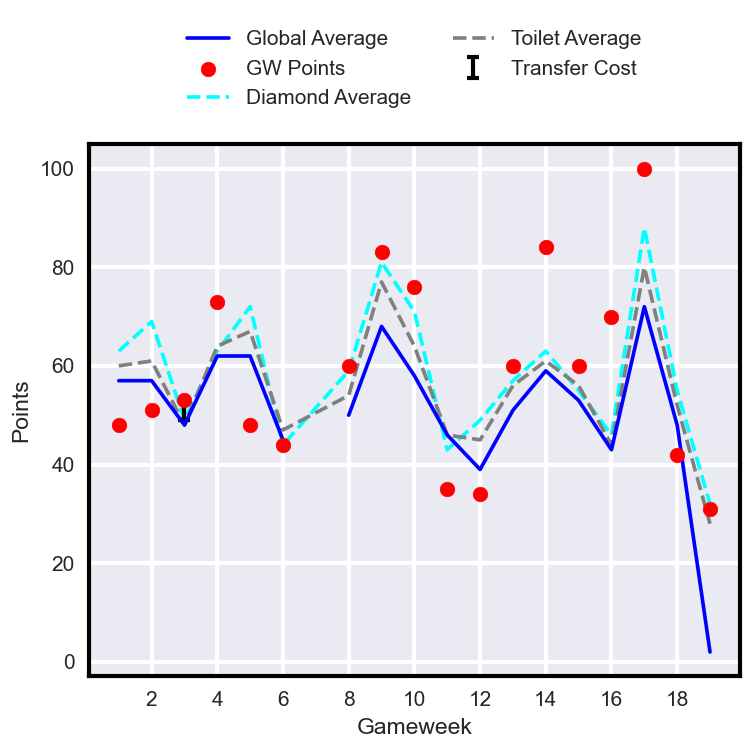 Global Average
GW Points
Diamond Average
Toilet Average
Transfer Cost
100
80
60
40
20
0
Points
2 4 6 8 10 12 14 16 18
Gameweek